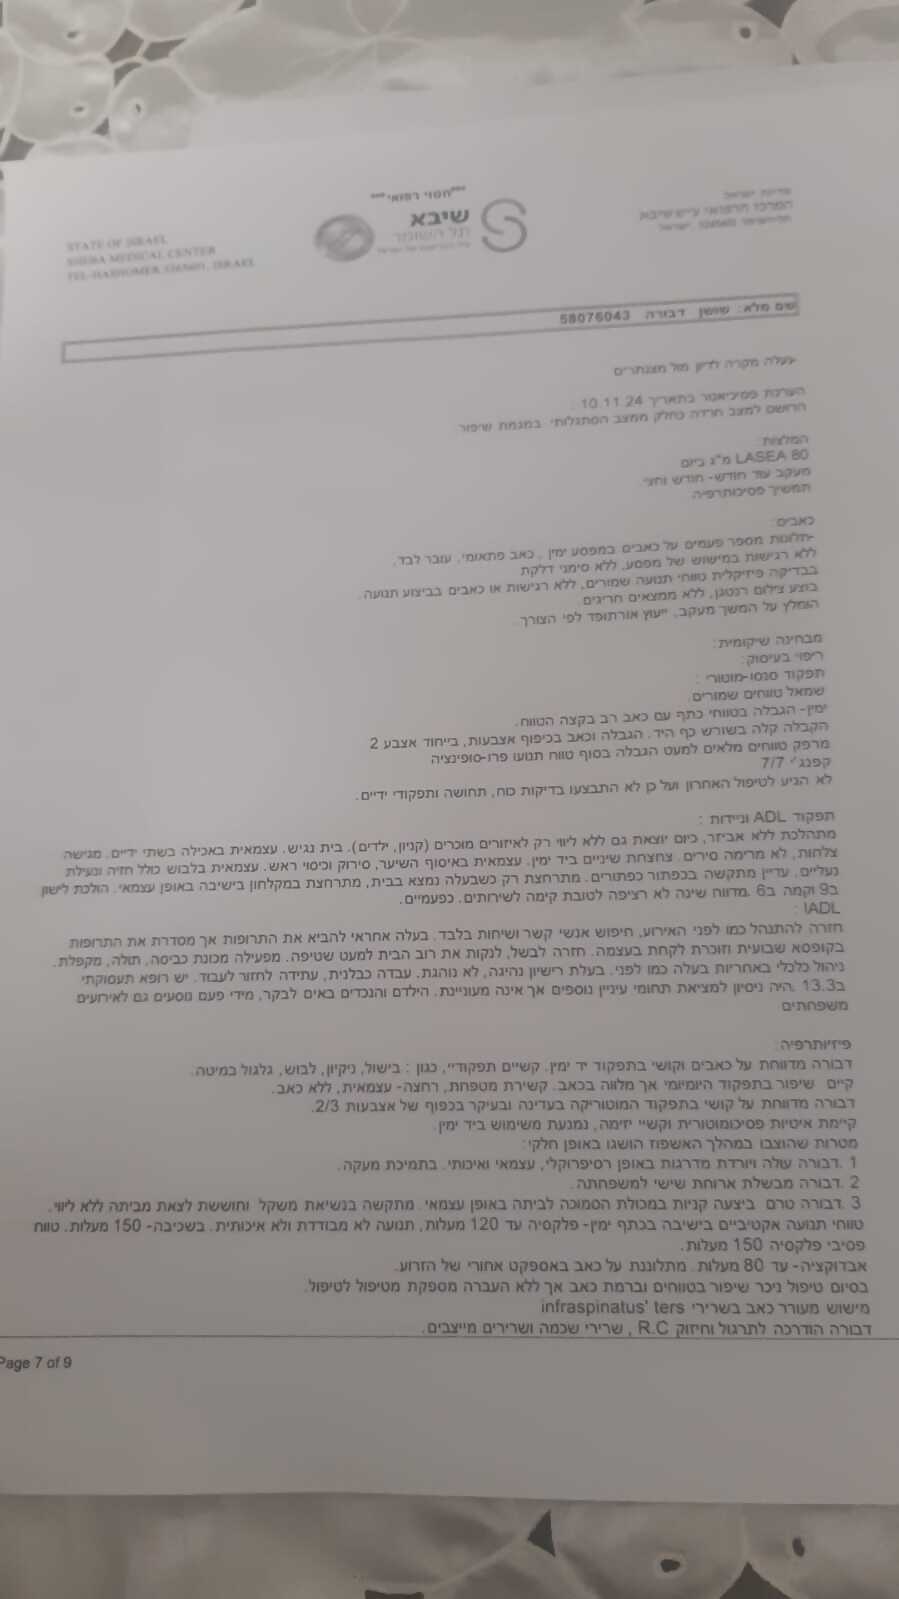 ***חסוי רפואי***
מדינת ישראל
המרכז הרפואי ע״ש שיבא
תל-השומר 5265601, ישראל
שיבא
תל השומר
STATE OF ISRAEL
SHEBA MEDICAL CENTER
TEL-HASHOMER 5265601, ISRAEL
שם מלא: שושן דבורה 58076043
-עלה מקרה לדיון מול מצנתרים
הערכת פסיכיאטר בתאריך 10.11.24 :
הרושם למצב חרדה כחלק ממצב הסתגלותי. במגמת שיפור.
המלצות:
LASEA 80 מ"ג ביום
מעקב עוד חודש- חודש וחצי
תמשיך פסיכותרפיה
כאבים:
-תלונות מספר פעמים על כאבים במפסע ימין . כאב פתאומי, עובר לבד.
ללא רגישות במישוש של מפסע, ללא סימני דלקת
בבדיקה פיזיקלית טווחי תנועה שמורים, ללא רגישות או כאבים בביצוע תנועה.
בוצע צילום רנטגן, ללא ממצאים חריגים.
הומלץ על המשך מעקב, ייעוץ אורתופד לפי הצורך.
מבחינה שיקומית:
ריפוי בעיסוק:
תפקוד סנסו-מוטורי :
שמאל טווחים שמורים.
ימין- הגבלה בטווחי כתף עם כאב רב בקצה הטווח.
הקבלה קלה בשורש כף היד. הגבלה וכאב בכיפוף אצבעות, בייחוד אצבע 2
מרפק טווחים מלאים למעט הגבלה בסוף טווח תנועת פרו-סופינציה
קפנג'י 7/7
לא הגיע לטיפול האחרון ועל כן לא התבצעו בדיקות כוח, תחושה ותפקודי ידיים.
תפקוד ADL וניידות :
מתהלכת ללא אביזר, כיום יוצאת גם ללא ליווי רק לאיזורים מוכרים (קניון, ילדים). בית נגיש. עצמאית באכילה בשתי ידיים. מגישה
צלחות, לא מרימה סירים. צחצחת שיניים ביד ימין. עצמאית באיסוף השיער, סירוק וכיסוי ראש. עצמאית בלבוש כולל חזיה ונעילת
נעליים, עדיין מתקשה בכפתור כפתורים. מתרחצת רק כשבעלה נמצא בבית, מתרחצת במקלחון בישיבה באופן עצמאי. הולכת לישון
ב9 וקמה ב6 .מדווח שינה לא רציפה לטובת קימה לשירותים. כפעמיים.
IADL :
חזרה להתנהל כמו לפני האירוע, חיפוש אנשי קשר ושיחות בלבד. בעלה אחראי להביא את התרופות אך מסדרת את התרופות
בקופסא שבועית וזוכרת לקחת בעצמה. חזרה לבשל, לנקות את רוב הבית למעט שטיפה. מפעילה מכונת כביסה, תולה, מקפלת.
ניהול כלכלי באחריות בעלה כמו לפני. בעלת רישיון נהיגה, לא נוהגת. עבדה כבלנית, עתידה לחזור לעבוד. יש רופא תעסוקתי
ב13.3 .היה ניסיון למציאת תחומי עיניין נוספים אך אינה מעוניינת. הילדים והנכדים באים לבקר, מידי פעם נוסעים גם לאירועים
משפחתים
פיזיותרפיה:
דבורה מדווחת על כאבים וקושי בתפקוד יד ימין. קשיים תפקודיי, כגון : בישול, ניקיון, לבוש, גלגול במיטה.
קיים שיפור בתפקוד היומיומי אך מלווה בכאב. קשירת מטפחת, רחצה- עצמאית, ללא כאב.
דבורה מדווחת על קושי בתפקוד המוטוריקה בעדינה ובעיקר בכפוף של אצבעות 2/3.
קיימת איטיות פסיכומוטורית וקשיי יזימה, נמנעת משימוש ביד ימין.
מטרות שהוצבו במהלך האשפוז הושגו באופן חלקי:
1 .דבורה עולה ויורדת מדרגות באופן רסיפרוקלי, עצמאי ואיכותי. בתמיכת מעקה.
2 .דבורה מבשלת ארוחת שישי למשפחתה.
3 .דבורה טרם ביצעה קניות במכולת הסמוכה לביתה באופן עצמאי. מתקשה בנשיאת משקל וחוששת לצאת מביתה ללא ליווי.
טווחי תנועה אקטיביים בישיבה בכתף ימין- פלקסיה עד 120 מעלות, תנועה לא מבודדת ולא איכותית. בשכיבה- 150 מעלות. טווח
פסיבי פלקסיה 150 מעלות.
אבדוקציה- עד 80 מעלות. מתלוננת על כאב באספקט אחורי של הזרוע.
בסיום טיפול ניכר שיפור בטווחים וברמת כאב אך ללא העברה מספקת מטיפול לטיפול.
מישוש מעורר כאב בשרירי infraspinatus' ters
דבורה הודרכה לתרגול וחיזוק R.C , שרירי שכמה ושרירים מייצבים.
Page 7 of 9